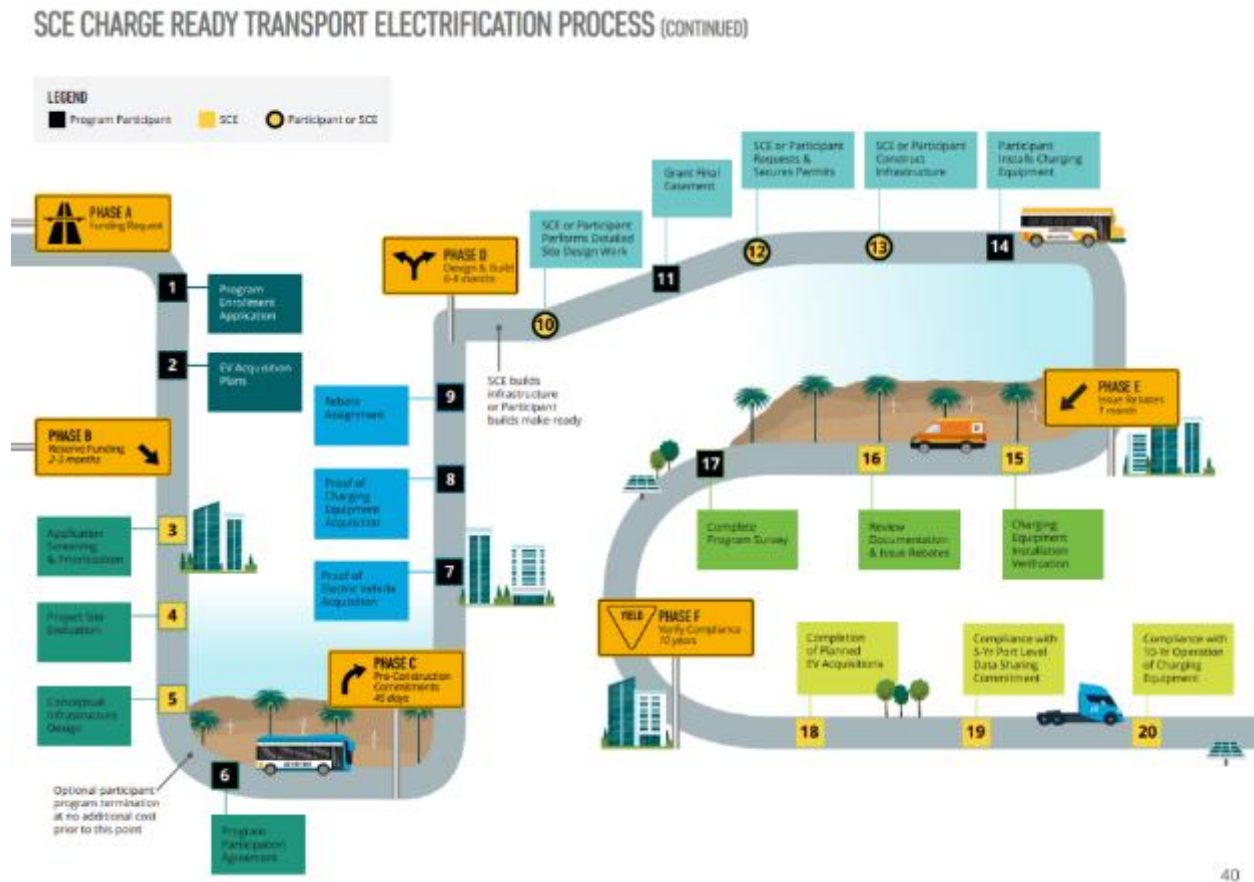 SCE CHARGE READY TRANSPORT ELECTRIFICATION PROCESS (CONTINUED)
LEGEND
Program Participant
SCE
Participant or SCE
PHASE A
Funding Request
1
Program
Enrollment
Application
2
EV Acquisition
Plans
PHASE B
Reserve Funding
2-3 months
3
Application
Screening
& Prioritization
4
Project Site
Evaluation
5
Conceptual
Infrastructure
Design
Optional participant
program termination
at no additional cost
prior to this point
6
Program
Participation
Agreement
PHASE C
Pre-Construction
Commitments
45 days
7
Proof of
Electric Vehicle
Acquisition
8
Proof of
Charging
Equipment
Acquisition
9
Rebate
Assignment
PHASE D
Design & Build
6-8 months
SCE builds
infrastructure
or Participant
builds make ready
10
SCE or Participant
Performs Detailed
Site Design Work
11
Grant Final
Easement
12
SCE or Participant
Requests &
Secures Permits
13
SCE or Participant
Construct
Infrastructure
14
Participant
Installs Charging
Equipment
PHASE E
Issue Rebates
1 month
15
Charging
Equipment
Installation
Verification
16
Review
Documentation
& Issue Rebates
17
Complete
Program Survey
YIELD
PHASE F
Verify Compliance
10 years
18
Completion
of Planned
EV Acquisitions
19
Compliance with
5-Yr Port Level
Data Sharing
Commitment
20
Compliance with
10-Yr Operation
of Charging
Equipment
40